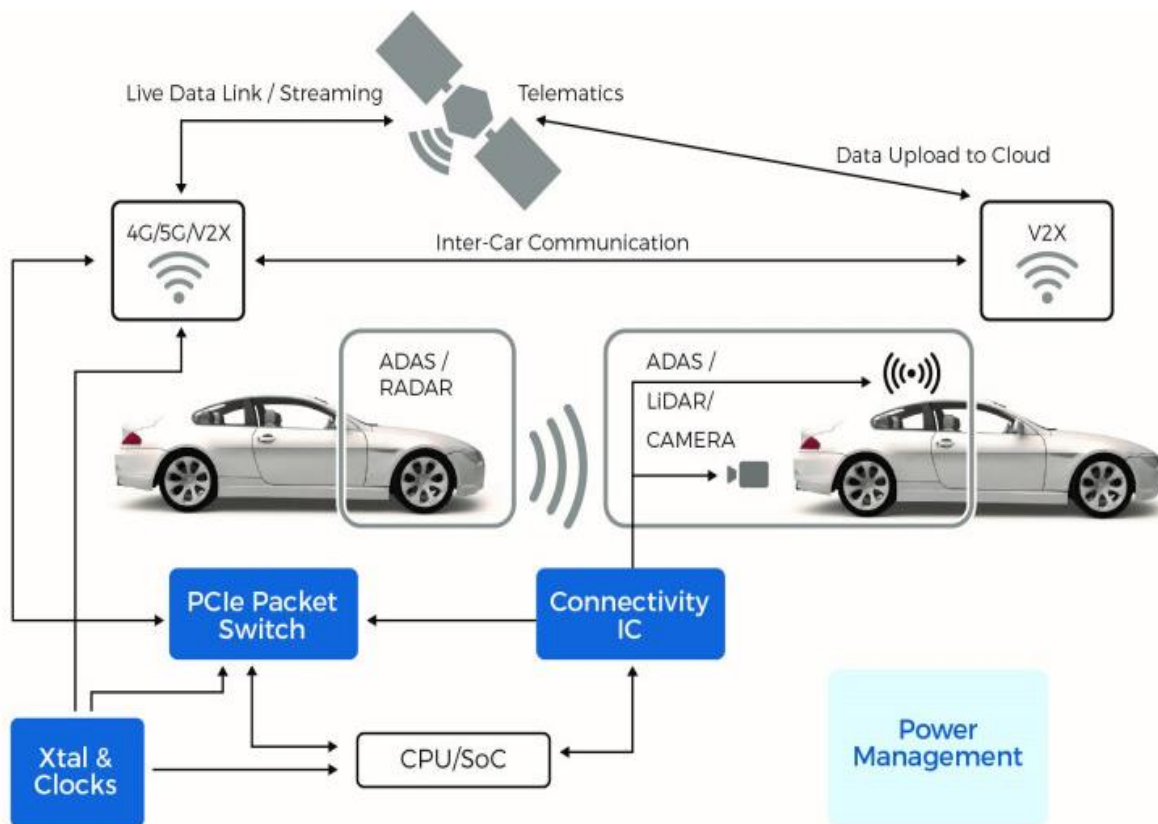 Live Data Link / Streaming
Telematics
Data Upload to Cloud
4G/5G/V2X
Inter-Car Communication
V2X
ADAS /
RADAR
ADAS /
LiDAR/
CAMERA
PCIe Packet
Switch
Connectivity
IC
Xtal &
Clocks
CPU/SoC
Power
Management